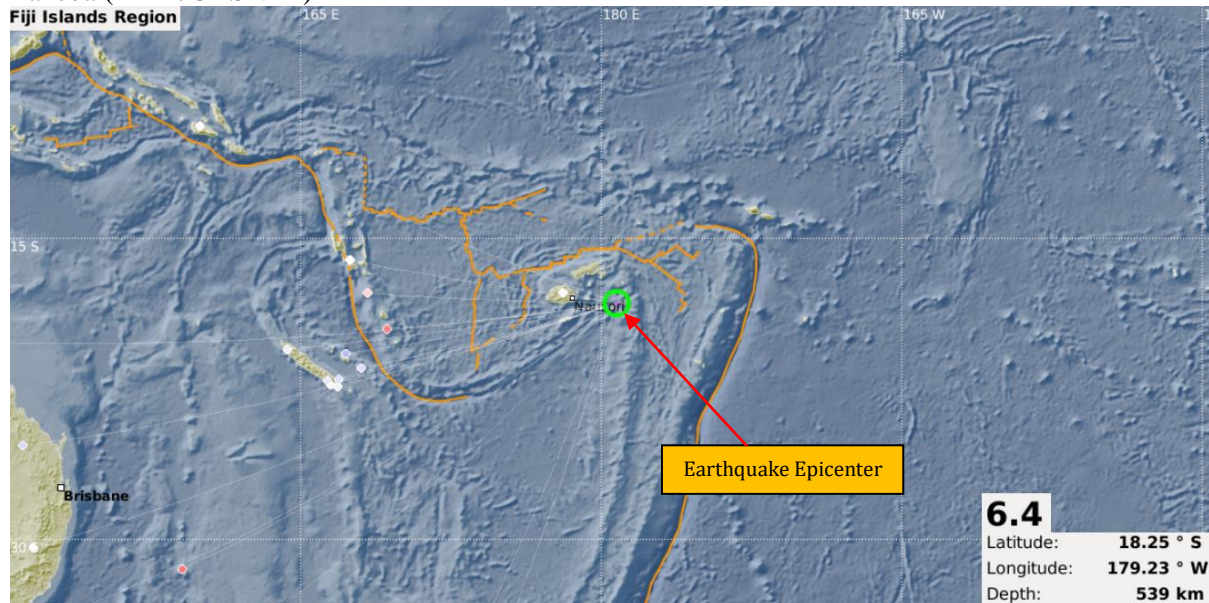 Fiji Islands Region
165 E
180 E
165 W
15 S
Nausori
Brisbane
Earthquake Epicenter
30
6.4
Latitude: 18.25 ° S
Longitude: 179.23 ° W
Depth: 539 km